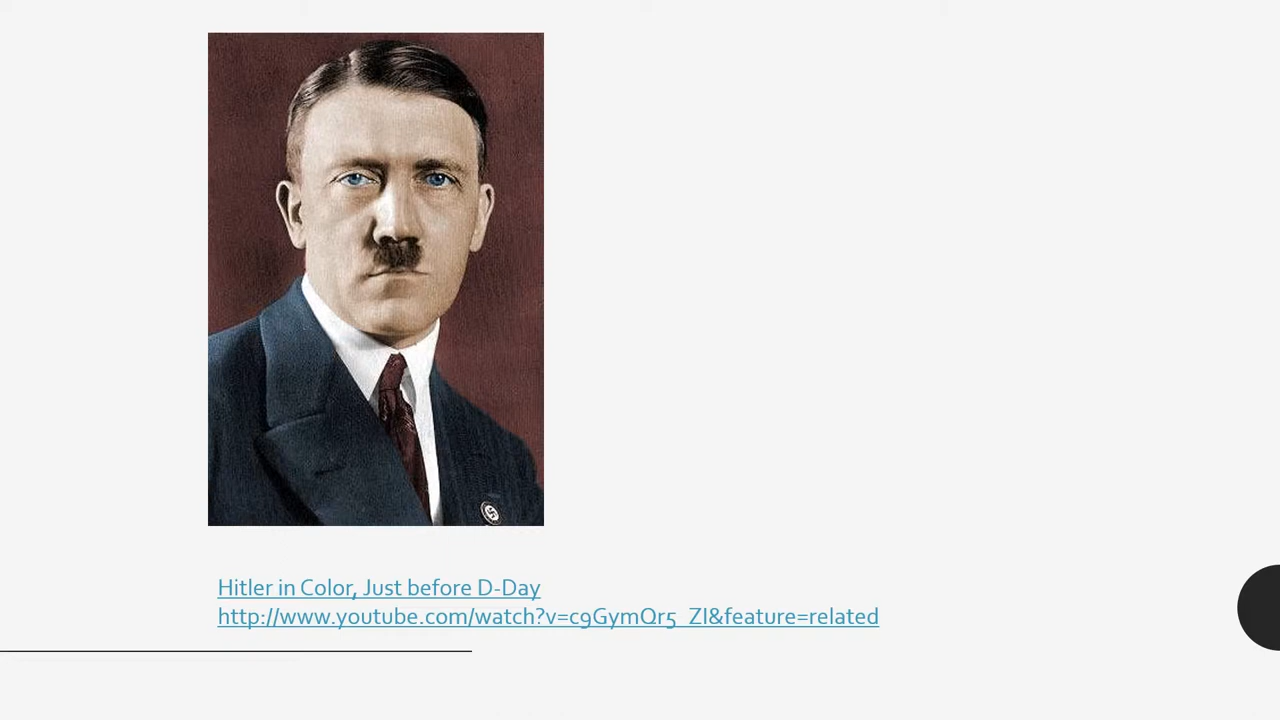 Hitler in Color, Just before D-Day
http://www.youtube.com/watch?v=c9GymQr5_ZI&feature=related